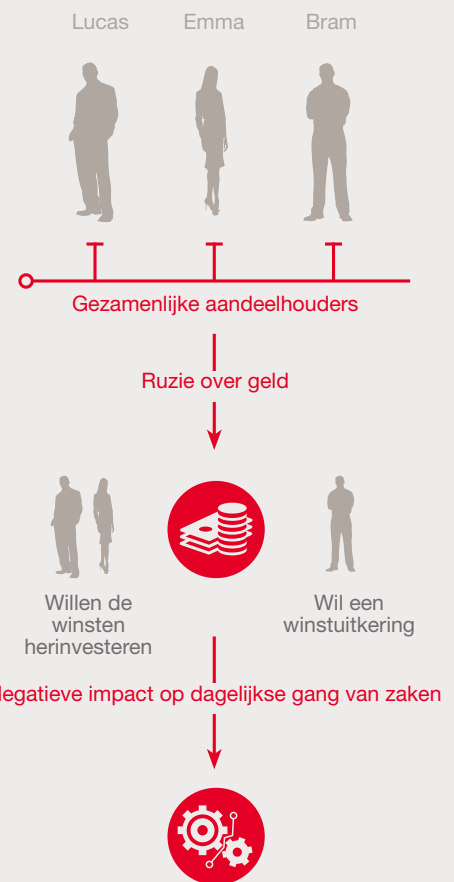 Lucas Emma Bram
Gezamenlijke aandeelhouders
Ruzie over geld
Willen de
winsten
herinvesteren
Wil een
winstuitkering
legatieve impact op dagelijkse gang van zaken